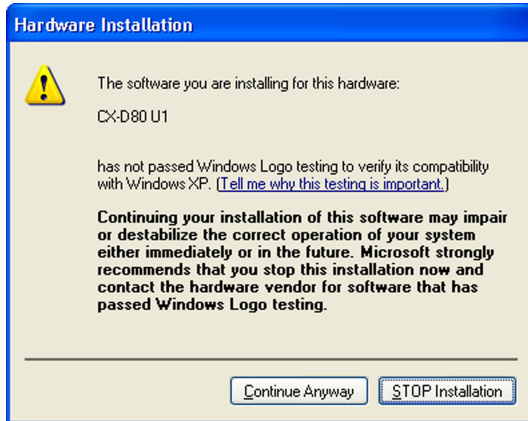 Hardware Installation
The software you are installing for this hardware:
CX-D80 U1
has not passed Windows Logo testing to verify its compatibility
with Windows XP. (Tell me why this testing is important.)
Continuing your installation of this software may impair
or destabilize the correct operation of your system
either immediately or in the future. Microsoft strongly
recommends that you stop this installation now and
contact the hardware vendor for software that has
passed Windows Logo testing.
Continue Anyway
STOP Installation